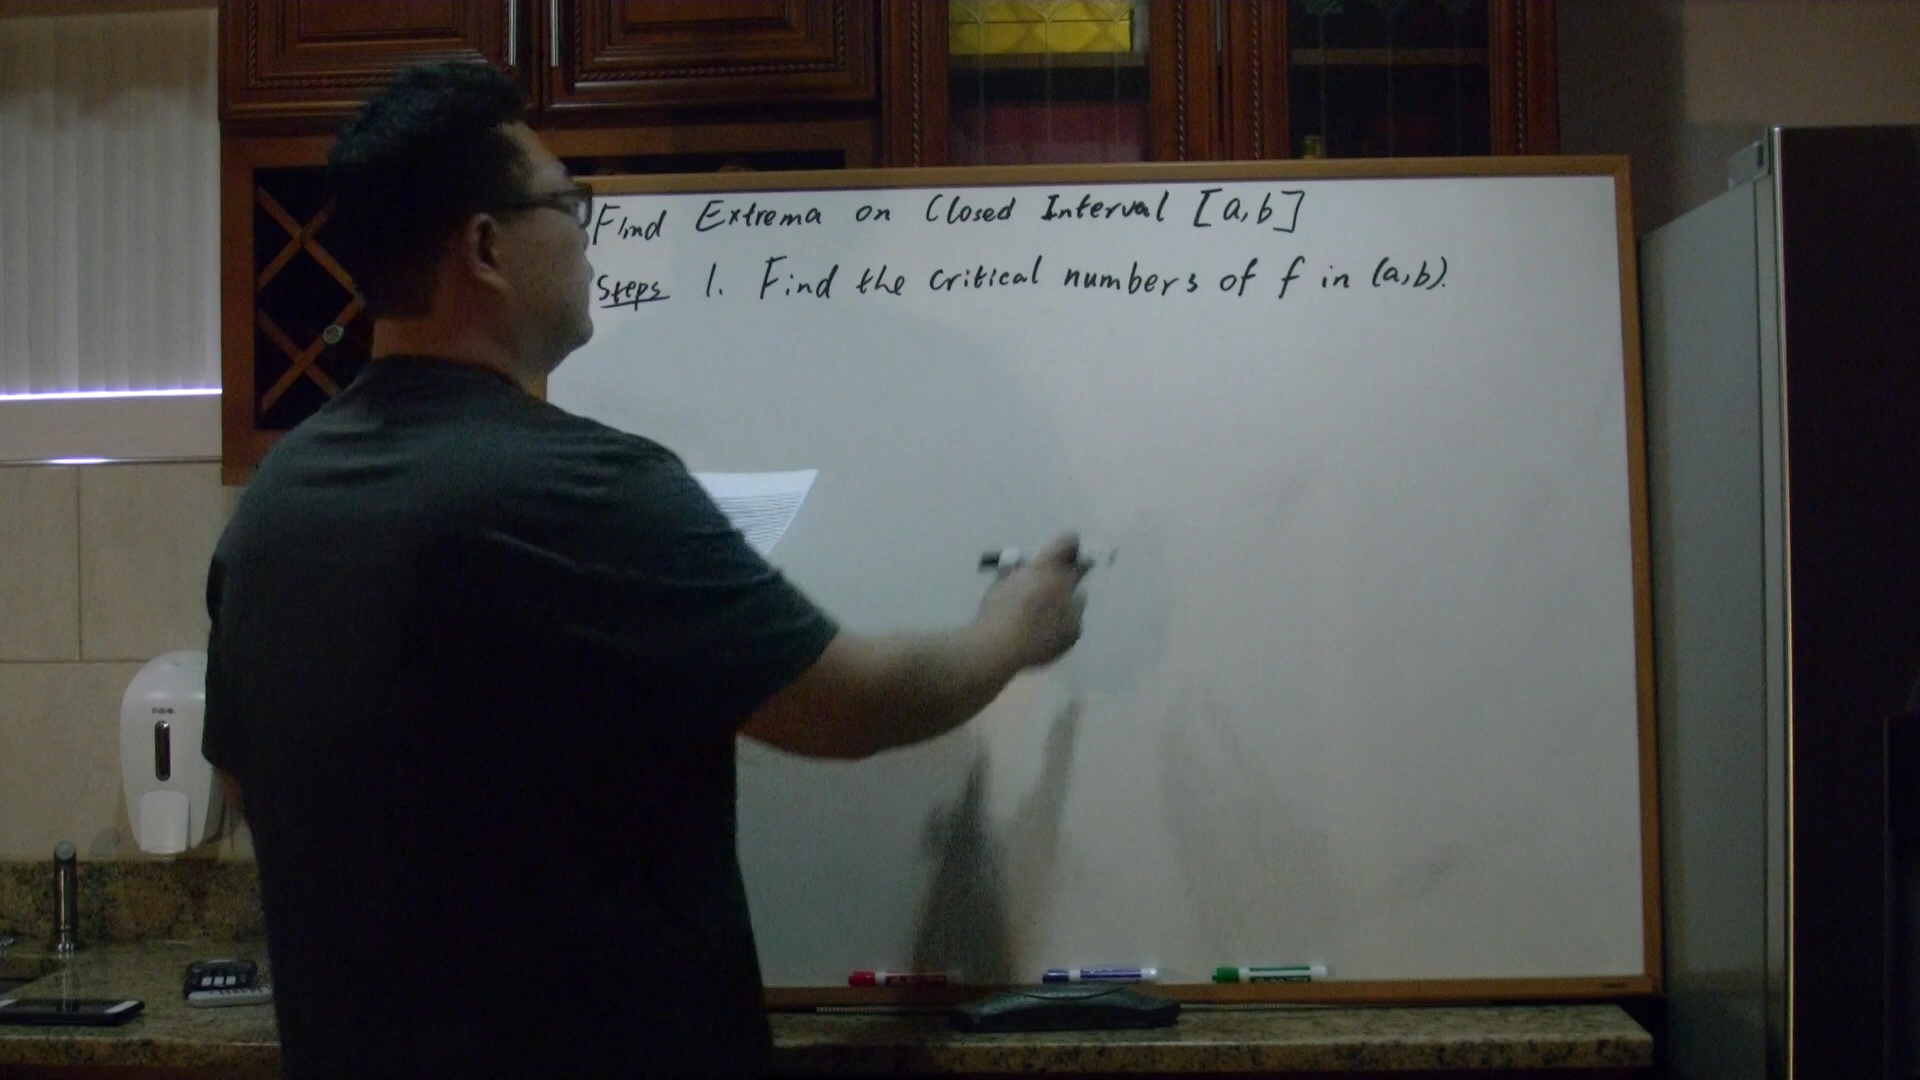 Find Extrema on Closed Interval [a,b]
Steps 1. Find the critical numbers of f in (a,b).